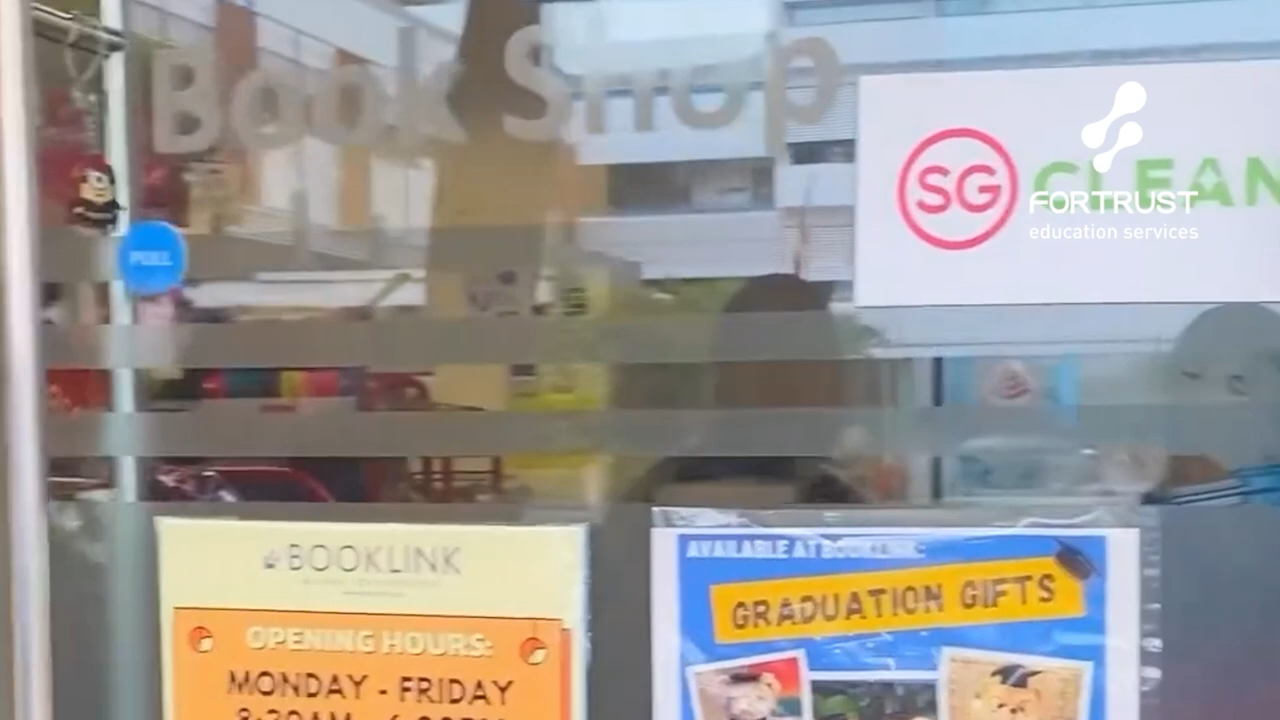 Book Shop
SG CLEAN
FORTRUST
education services
PULL
BOOKLINK
OPENING HOURS:
MONDAY - FRIDAY
AVAILABLE AT BOOKLINK:
GRADUATION GIFTS